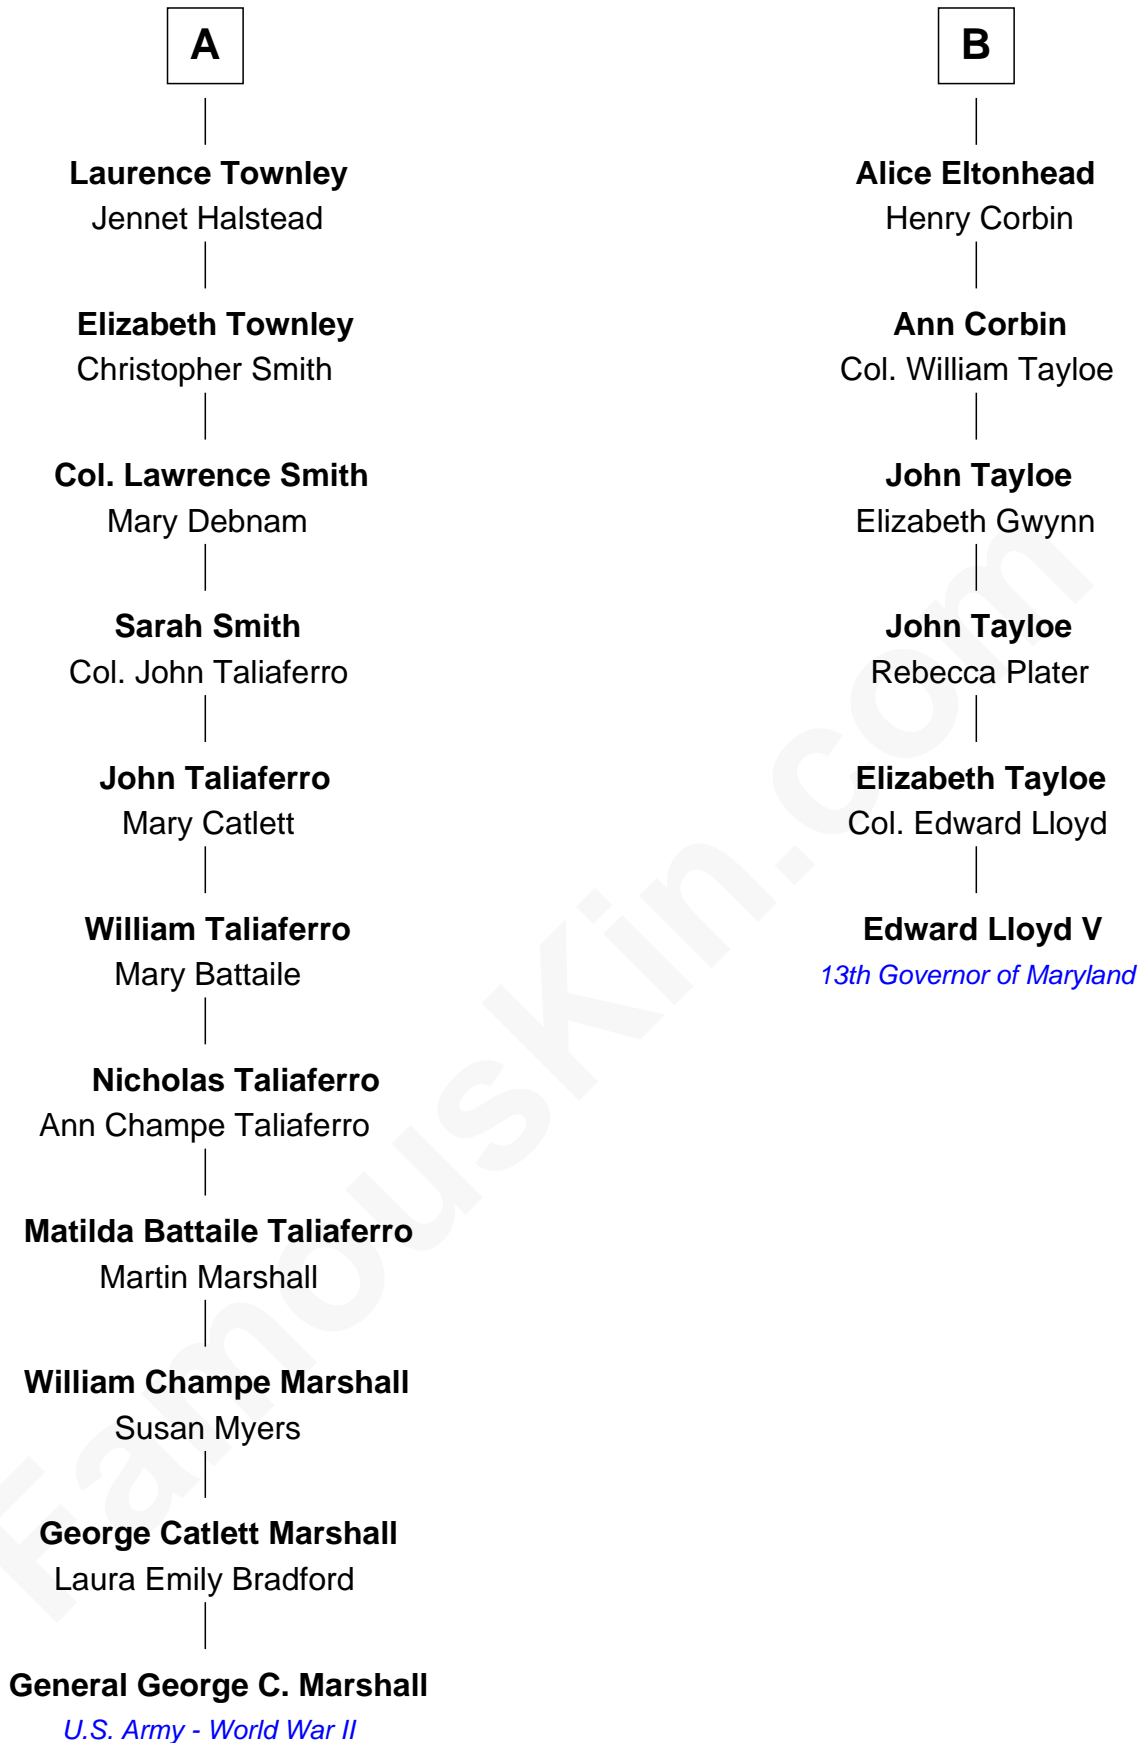 A
Laurence Townley
Jennet Halstead
Elizabeth Townley
Christopher Smith
Col. Lawrence Smith
Mary Debnam
Sarah Smith
Col. John Taliaferro
John Taliaferro
Mary Catlett
William Taliaferro
Mary Battaile
Nicholas Taliaferro
Ann Champe Taliaferro
Matilda Battaile Taliaferro
Martin Marshall
William Champe Marshall
Susan Myers
George Catlett Marshall
Laura Emily Bradford
General George C. Marshall
U.S. Army - World War II
B
Alice Eltonhead
Henry Corbin
Ann Corbin
Col. William Tayloe
John Tayloe
Elizabeth Gwynn
John Tayloe
Rebecca Plater
Elizabeth Tayloe
Col. Edward Lloyd
Edward Lloyd V
13th Governor of Maryland
FamousKin.com